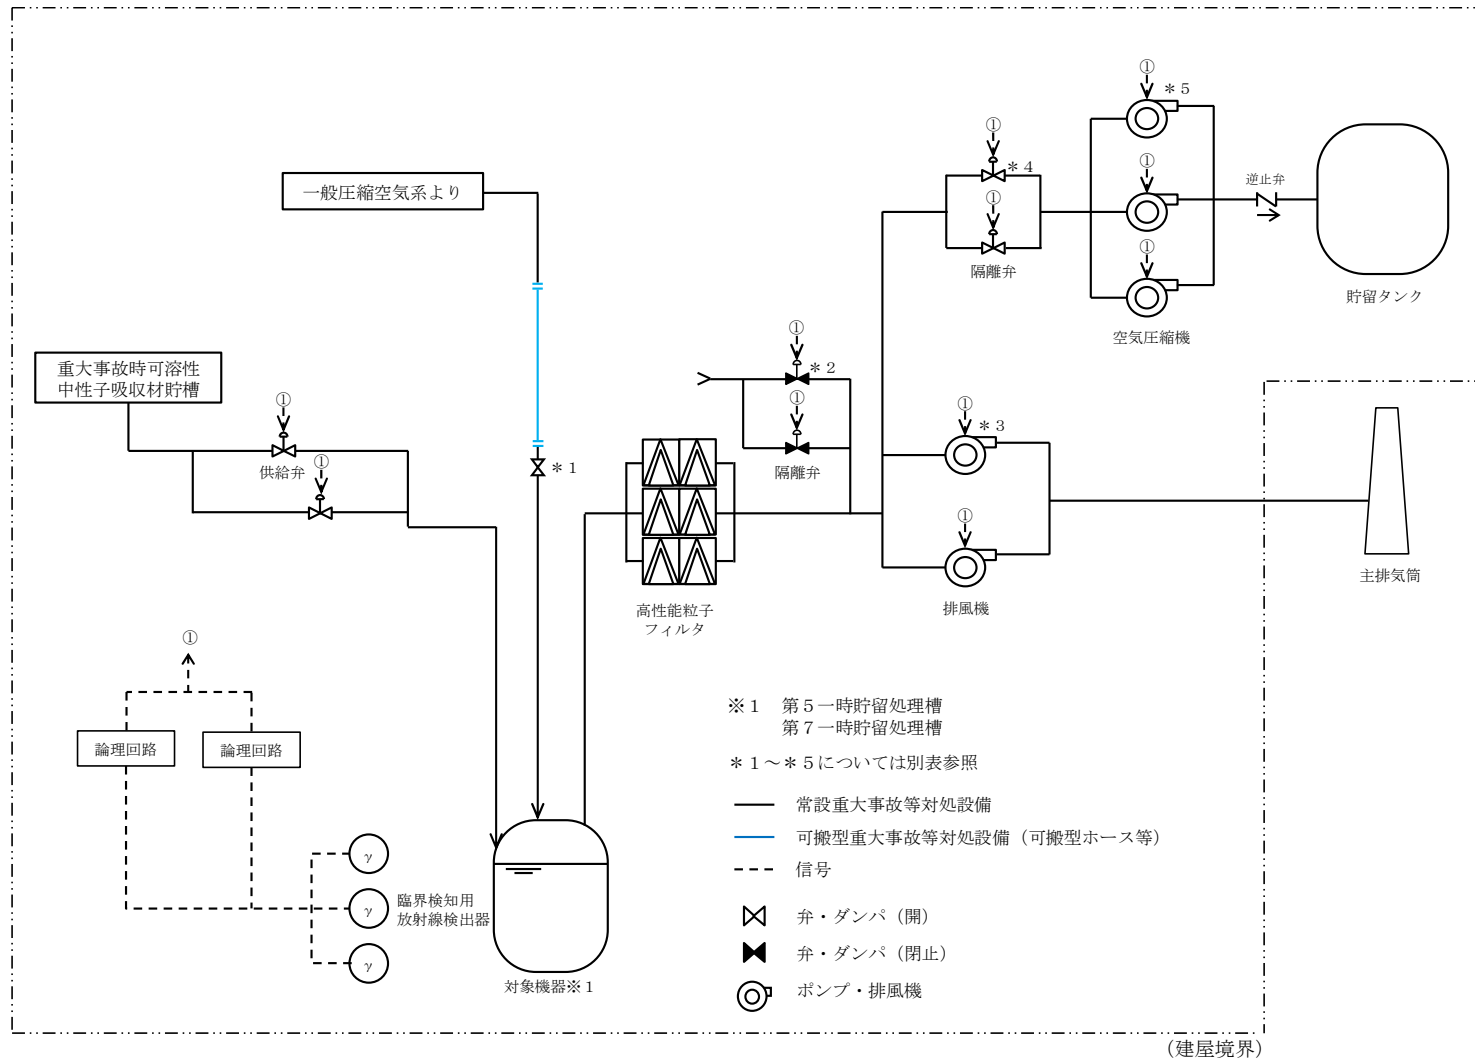 ①
＊５
①
＊４
①
①
①
逆止弁
隔離弁
空気圧縮機
貯留タンク
一般圧縮空気系より
重大事故時可溶性
中性子吸収材貯槽
①
供給弁
①
＊１
①
＊２
①
隔離弁
①
＊３
①
排風機
主排気筒
高性能粒子
フィルタ
①
論理回路
論理回路
γ
γ
γ
臨界検知用
放射線検出器
対象機器※１
※１　第５一時貯留処理槽
第７一時貯留処理槽
＊１～＊５については別表参照
常設重大事故等対処設備
可搬型重大事故等対処設備（可搬型ホース等）
信号
弁・ダンパ（開）
弁・ダンパ（閉止）
ポンプ・排風機
（建屋境界）